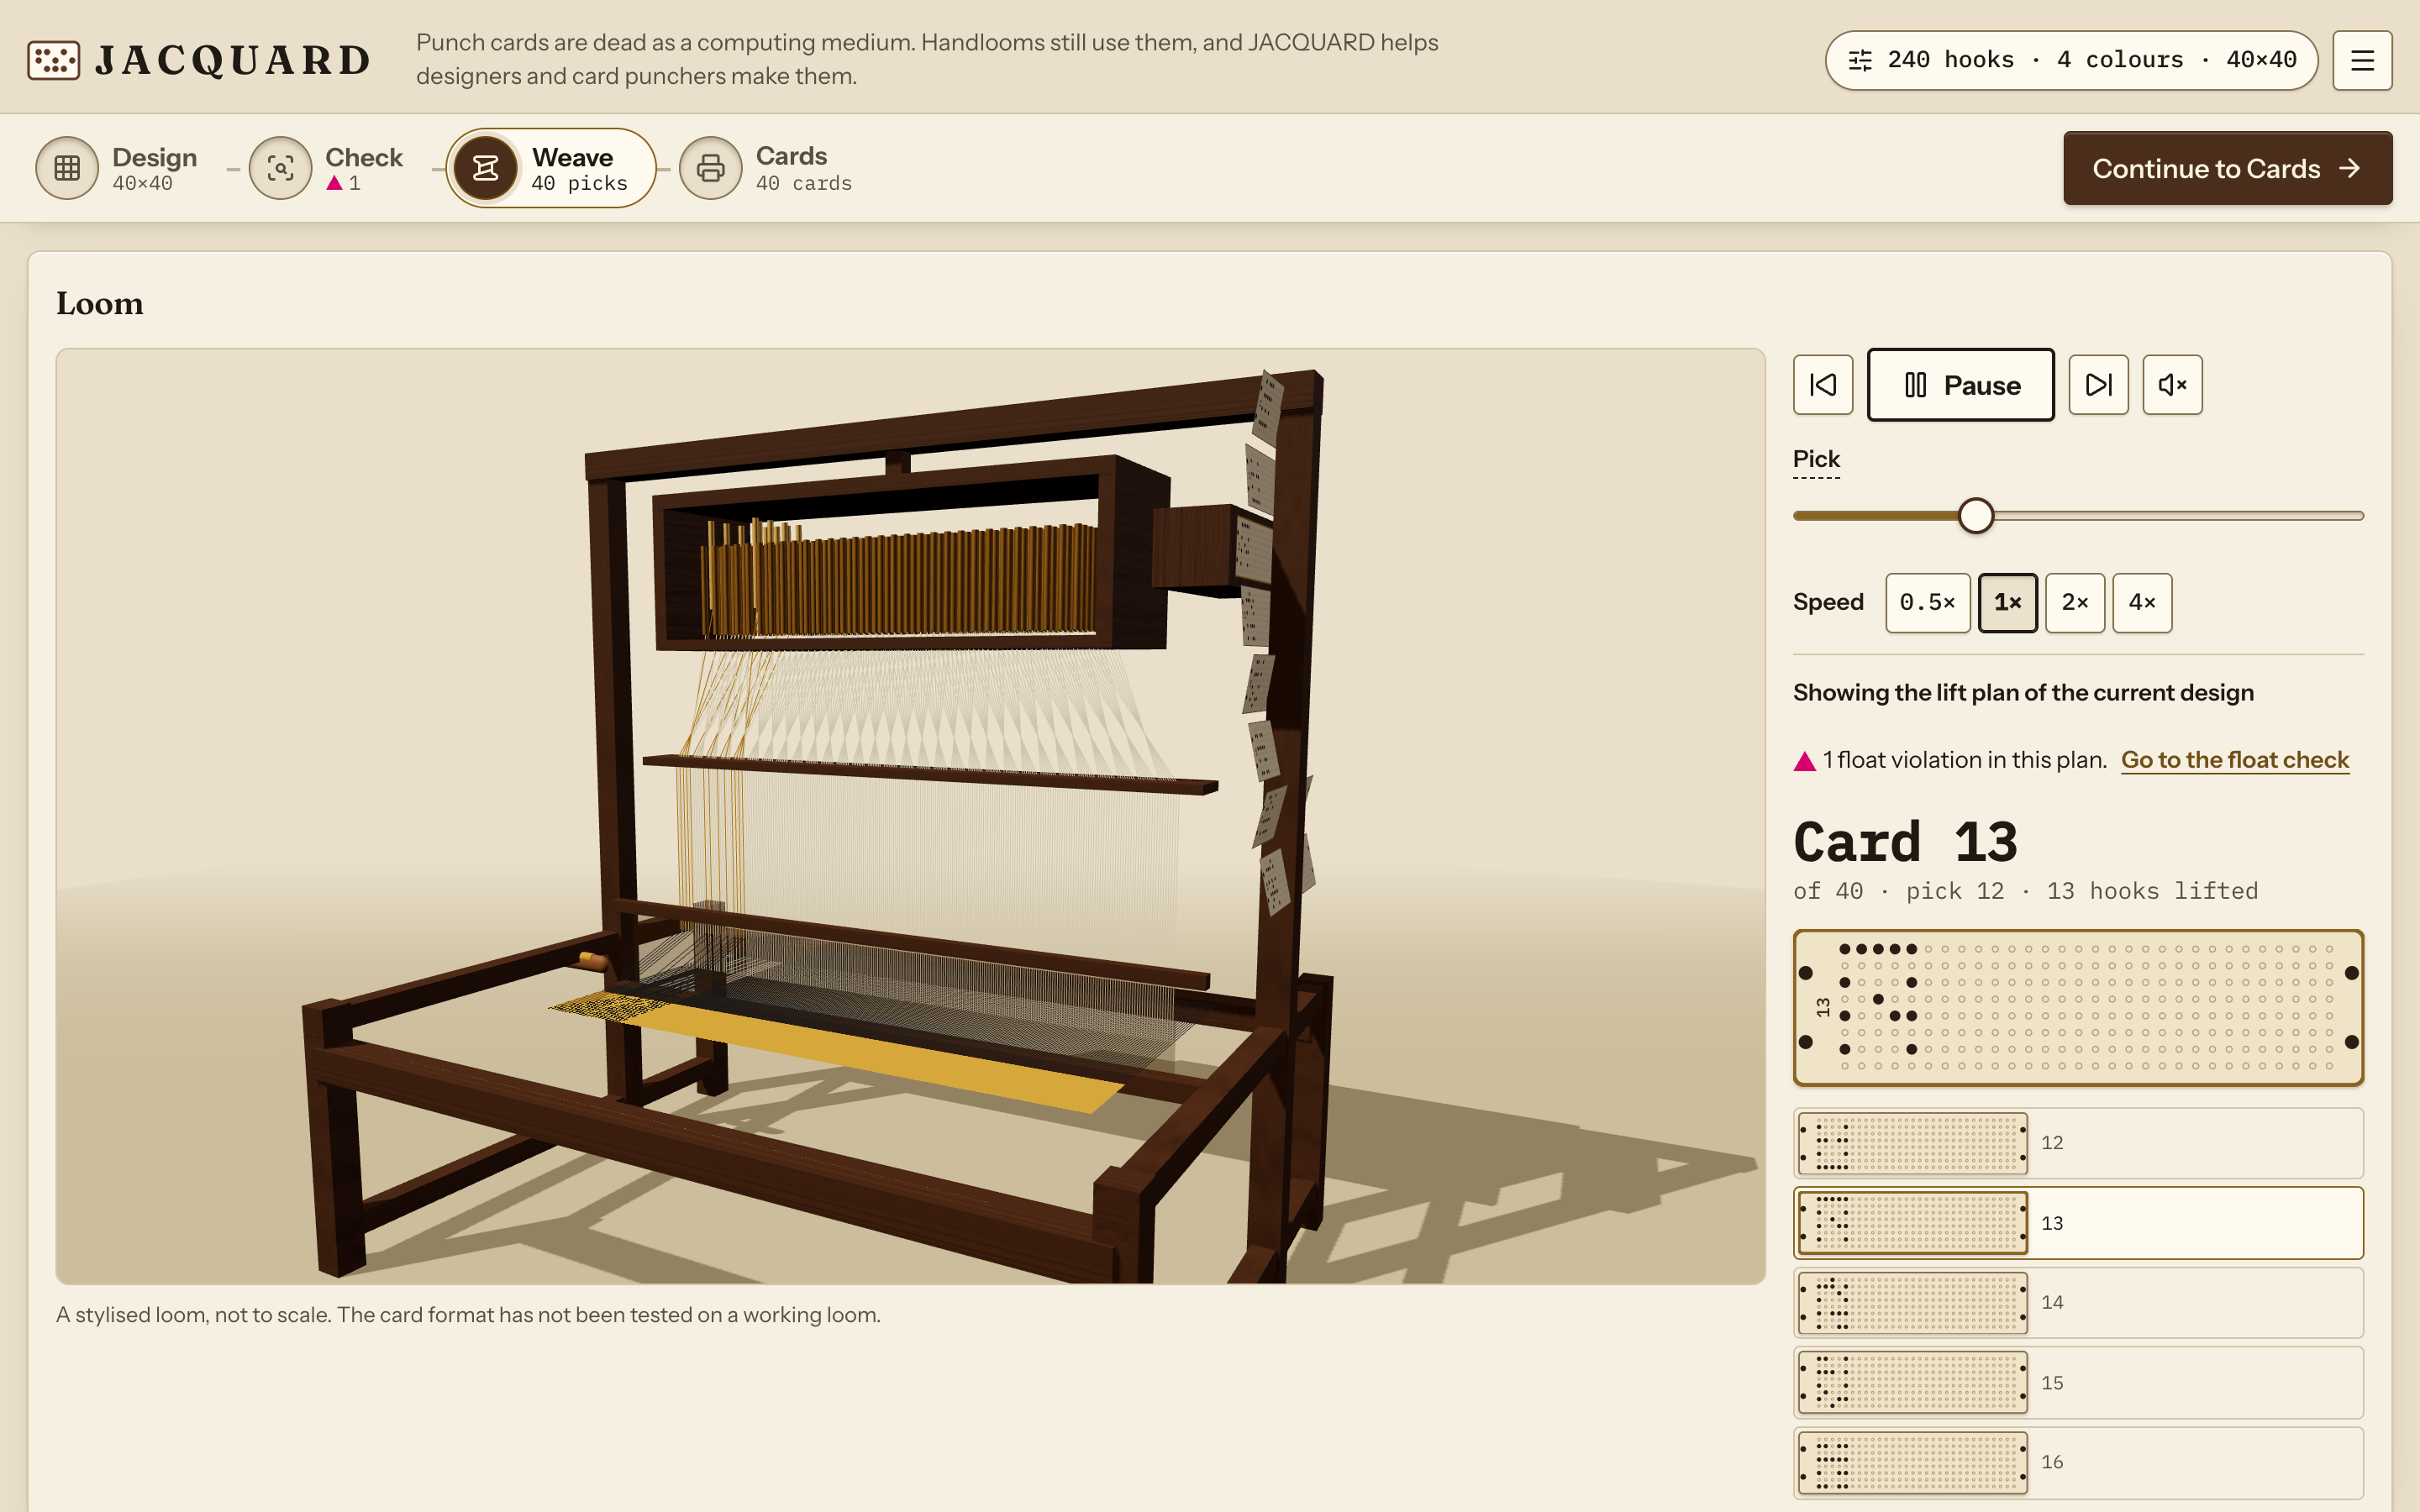 JACQUARD
Punch cards are dead as a computing medium. Handlooms still use them, and JACQUARD helps
designers and card punchers make them.
240 hooks · 4 colours · 40×40
Design
40×40
Check
1
Weave
40 picks
Cards
40 cards
Continue to Cards
Loom
Pause
Pick
Speed
0.5×
1×
2×
4×
Showing the lift plan of the current design
1 float violation in this plan. Go to the float check
Card 13
of 40 · pick 12 · 13 hooks lifted
13
12
13
14
15
16
A stylised loom, not to scale. The card format has not been tested on a working loom.